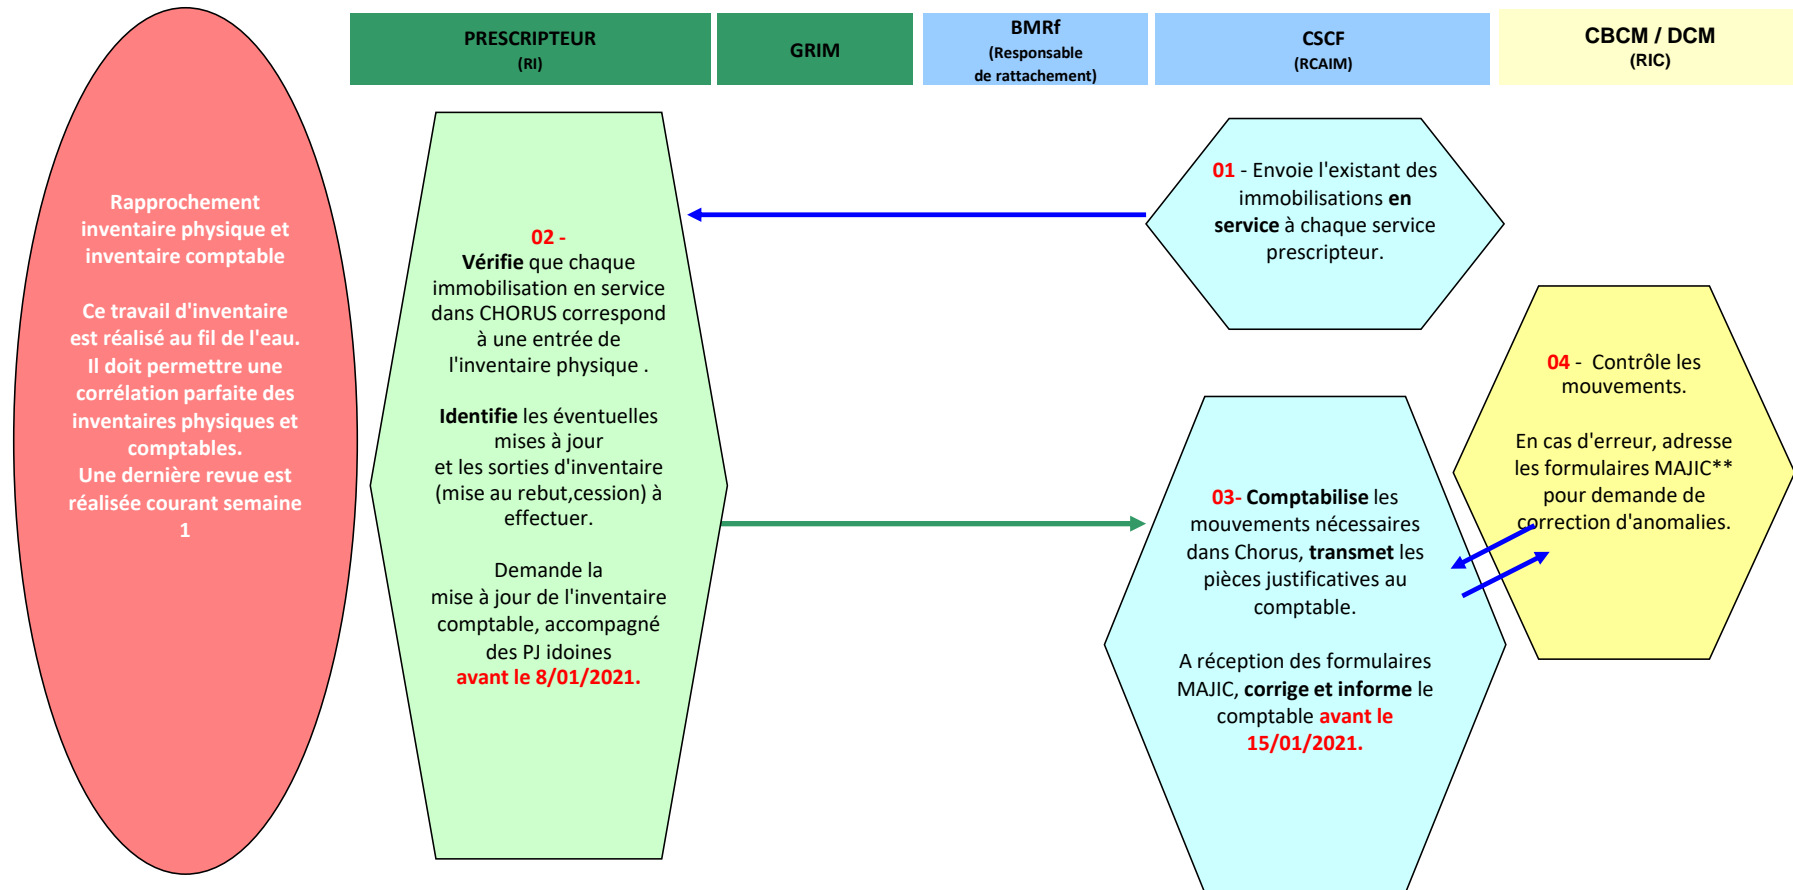 PRESCRIPTEUR
(RI)
GRIM
BMRf
(Responsable
de rattachement)
CSCF
(RCAIM)
CBCM / DCM
(RIC)
Rapprochement
inventaire physique et
inventaire comptable
Ce travail d'inventaire
est réalisé au fil de l'eau.
Il doit permettre une
corrélation parfaite des
inventaires physiques et
comptables.
Une dernière revue est
réalisée courant semaine
1
01 - Envoie l'existant des
immobilisations en
service à chaque service
prescripteur.
02 -
Vérifie que chaque
immobilisation en service
dans CHORUS correspond
à une entrée de
l'inventaire physique .
Identifie les éventuelles
mises à jour
et les sorties d'inventaire
(mise au rebut,cession) à
effectuer.
Demande la
mise à jour de l'inventaire
comptable, accompagné
des PJ idoines
avant le 8/01/2021.
03- Comptabilise les
mouvements nécessaires
dans Chorus, transmet les
pièces justificatives au
comptable.
A réception des formulaires
MAJIC, corrige et informe le
comptable avant le
15/01/2021.
04 - Contrôle les
mouvements.
En cas d'erreur, adresse
les formulaires MAJIC**
pour demande de
correction d'anomalies.